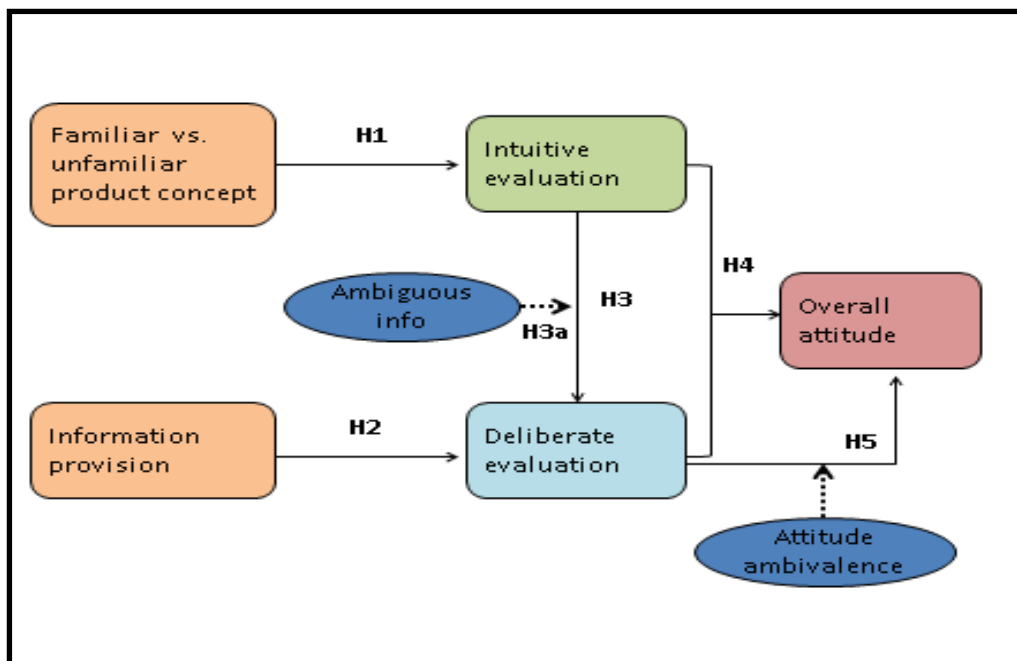 Familiar vs.
unfamiliar
product concept
H1
Intuitive
evaluation
Ambiguous
info
H3a
H3
H4
Overall
attitude
Information
provision
H2
Deliberate
evaluation
H5
Attitude
ambivalence